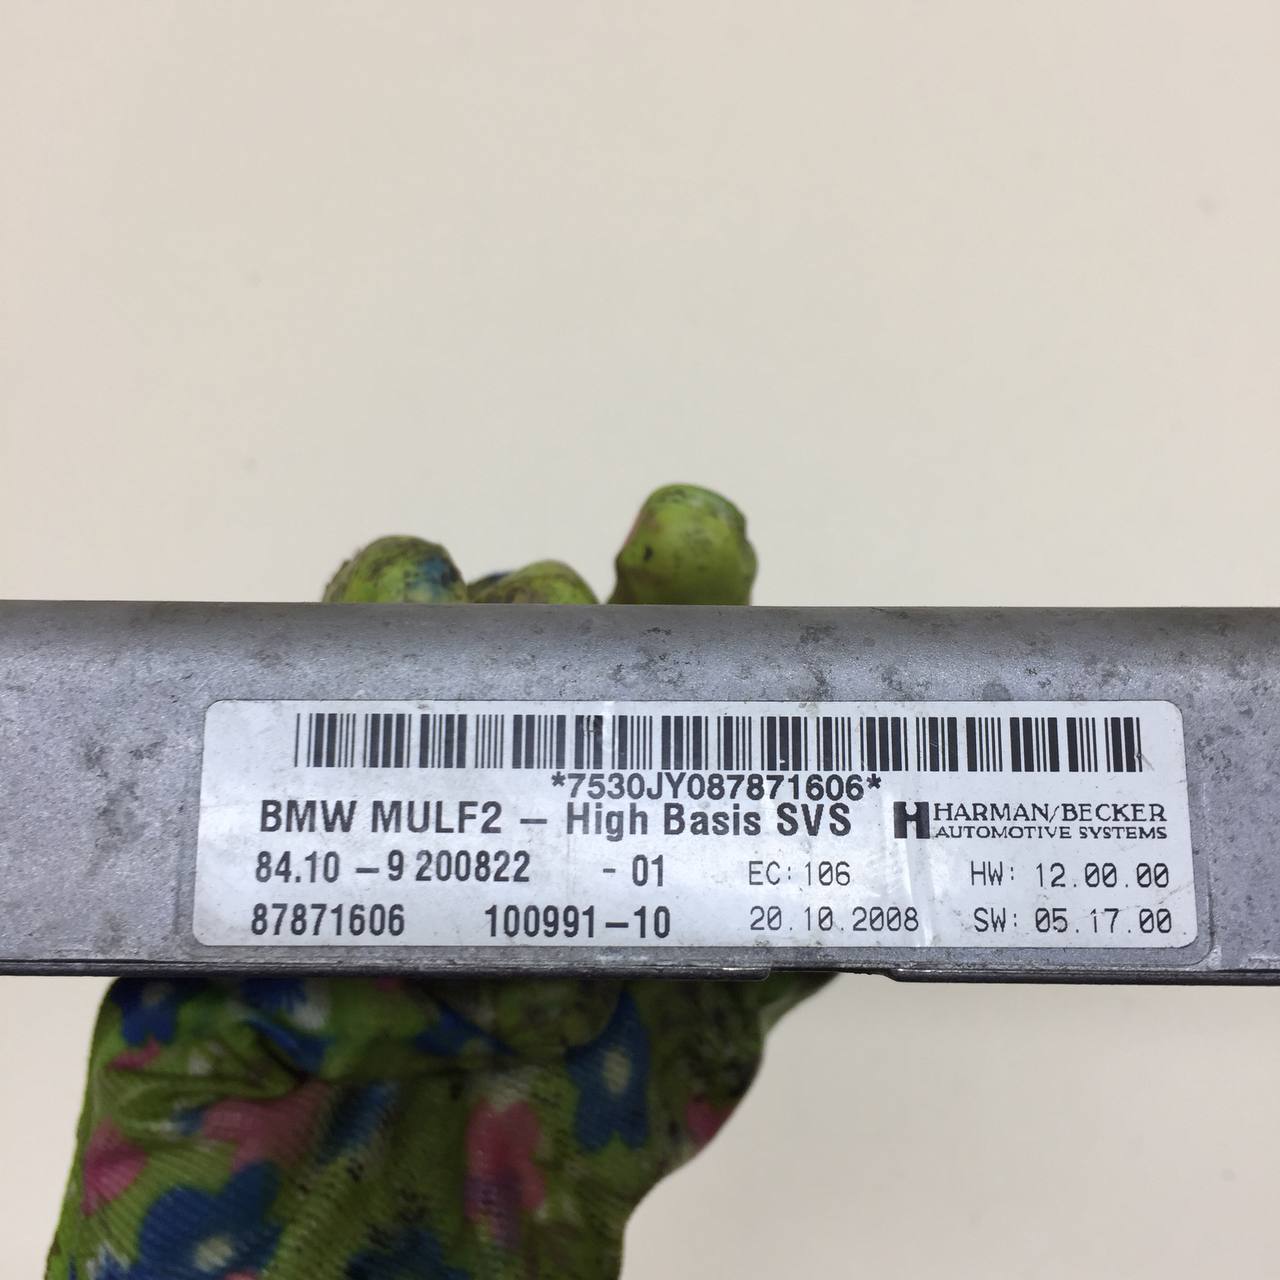 *7530JY087871606*
BMW MULF2 – High Basis SVS
H HARMAN/BECKER
AUTOMOTIVE SYSTEMS
84.10 – 9 200822 - 01 EC: 106 HW: 12.00.00
87871606 100991–10 20.10.2008 SW: 05.17.00